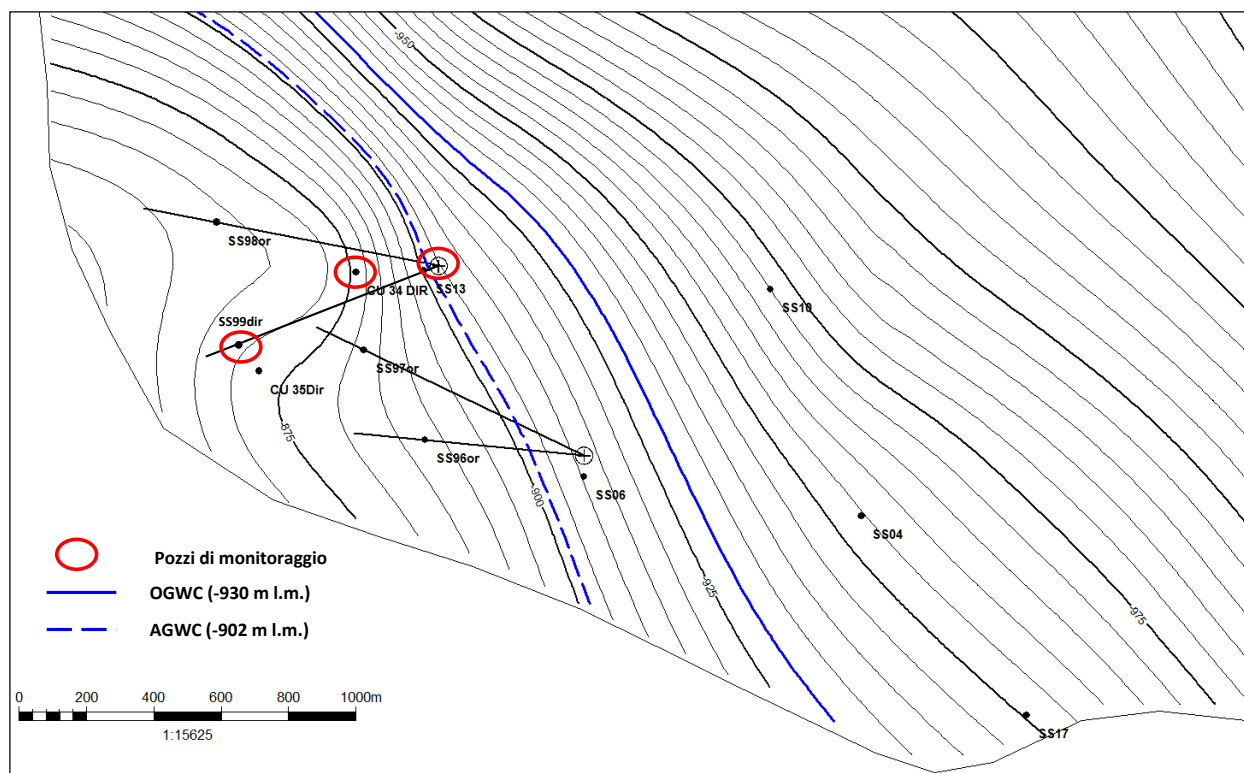 -950
SS98or
CU 34 DIR
SS13
SS10
SS99dir
SS97or
CU 35Dir
-875
SS96or
SS06
-900
SS04
-925
-975
SS17
Pozzi di monitoraggio
OGWC (-930 m l.m.)
AGWC (-902 m l.m.)
0 200 400 600 800 1000m
1:15625